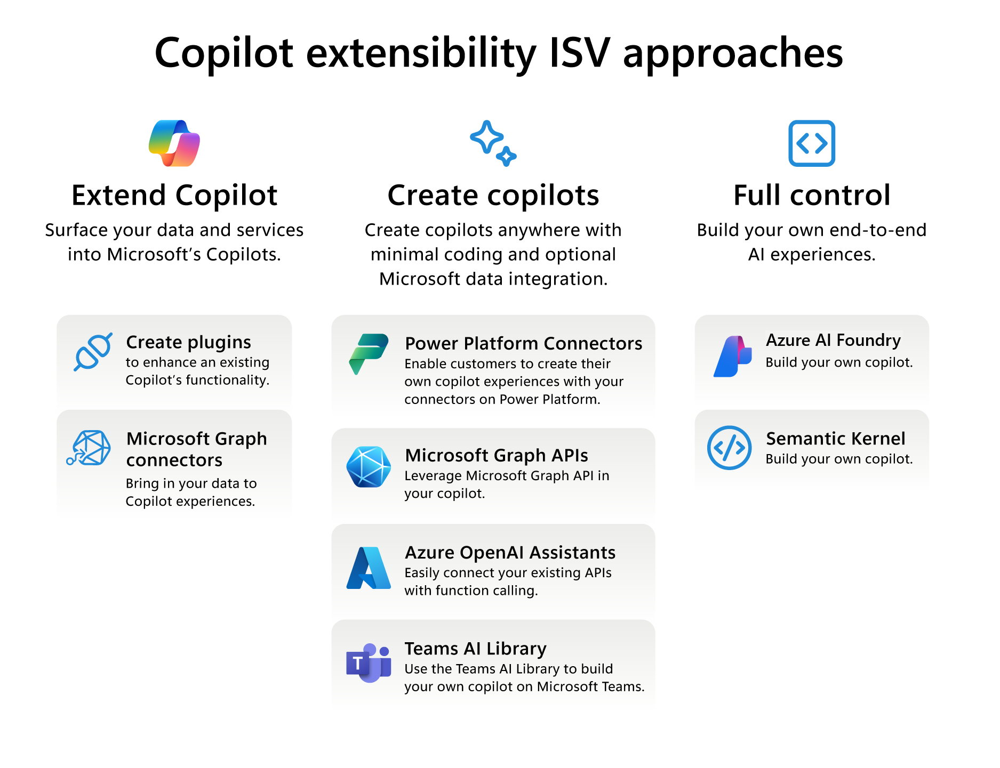 Copilot extensibility ISV approaches
Extend Copilot
Surface your data and services
into Microsoft’s Copilots.
Create plugins
to enhance an existing
Copilot’s functionality.
Microsoft Graph
connectors
Bring in your data to
Copilot experiences.
Create copilots
Create copilots anywhere with
minimal coding and optional
Microsoft data integration.
Power Platform Connectors
Enable customers to create their
own copilot experiences with your
connectors on Power Platform.
Microsoft Graph APIs
Leverage Microsoft Graph API in
your copilot.
Azure OpenAI Assistants
Easily connect your existing APIs
with function calling.
T
Teams AI Library
Use the Teams AI Library to build
your own copilot on Microsoft Teams.
Full control
Build your own end-to-end
AI experiences.
Azure AI Foundry
Build your own copilot.
Semantic Kernel
Build your own copilot.